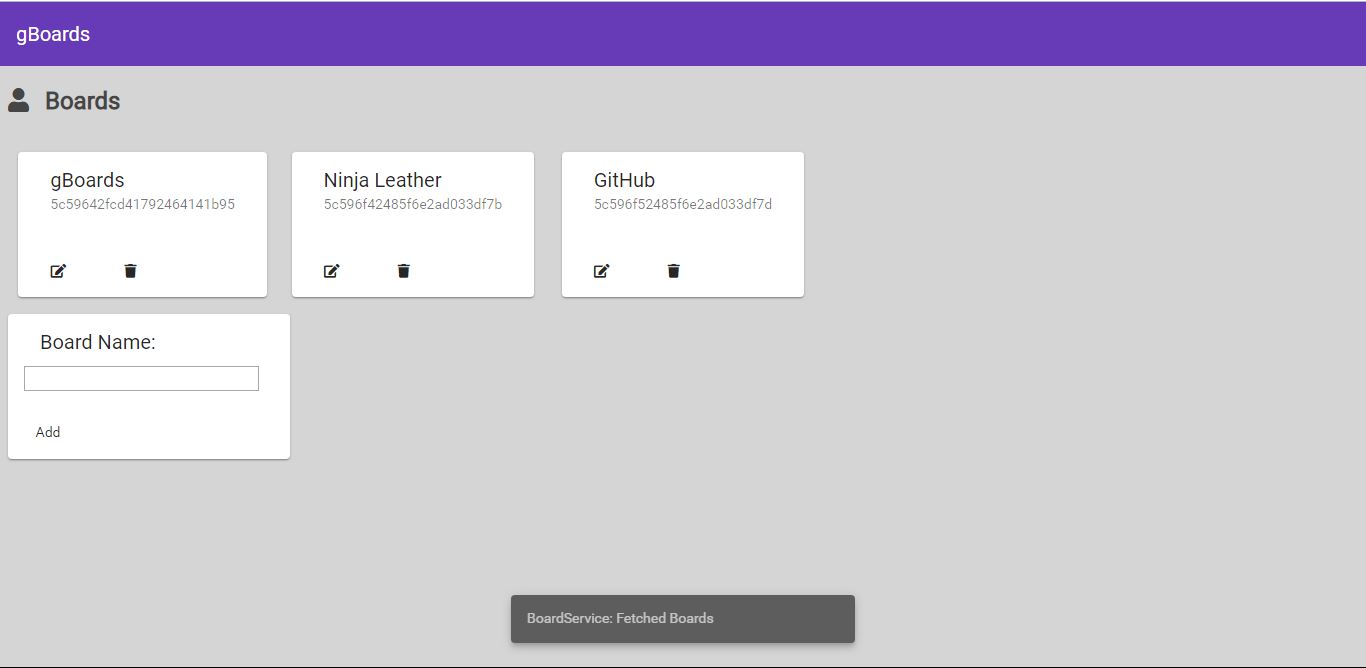 gBoards
Boards
gBoards
5c59642fcd41792464141b95
Ninja Leather
5c596f42485f6e2ad033df7b
GitHub
5c596f52485f6e2ad033df7d
Board Name:
Add
BoardService: Fetched Boards